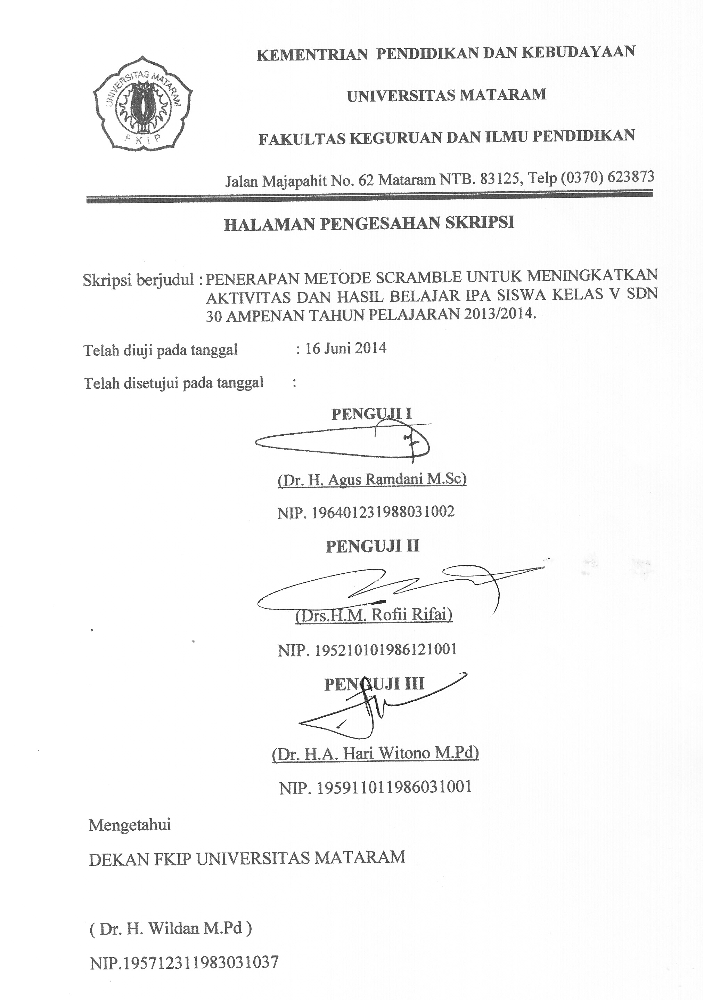 UNIVERSITAS MATARAM
FKIP
KEMENTRIAN PENDIDIKAN DAN KEBUDAYAAN
UNIVERSITAS MATARAM
FAKULTAS KEGURUAN DAN ILMU PENDIDIKAN
Jalan Majapahit No. 62 Mataram NTB. 83125, Telp (0370) 623873
HALAMAN PENGESAHAN SKRIPSI
Skripsi berjudul : PENERAPAN METODE SCRAMBLE UNTUK MENINGKATKAN
AKTIVITAS DAN HASIL BELAJAR IPA SISWA KELAS V SDN
30 AMPENAN TAHUN PELAJARAN 2013/2014.
Telah diuji pada tanggal : 16 Juni 2014
Telah disetujui pada tanggal :
PENGUJI I
(Dr. H. Agus Ramdani M.Sc)
NIP. 196401231988031002
PENGUJI II
(Drs.H.M. Rofii Rifai)
NIP. 195210101986121001
PENGUJI III
(Dr. H.A. Hari Witono M.Pd)
NIP. 195911011986031001
Mengetahui
DEKAN FKIP UNIVERSITAS MATARAM
( Dr. H. Wildan M.Pd )
NIP.195712311983031037